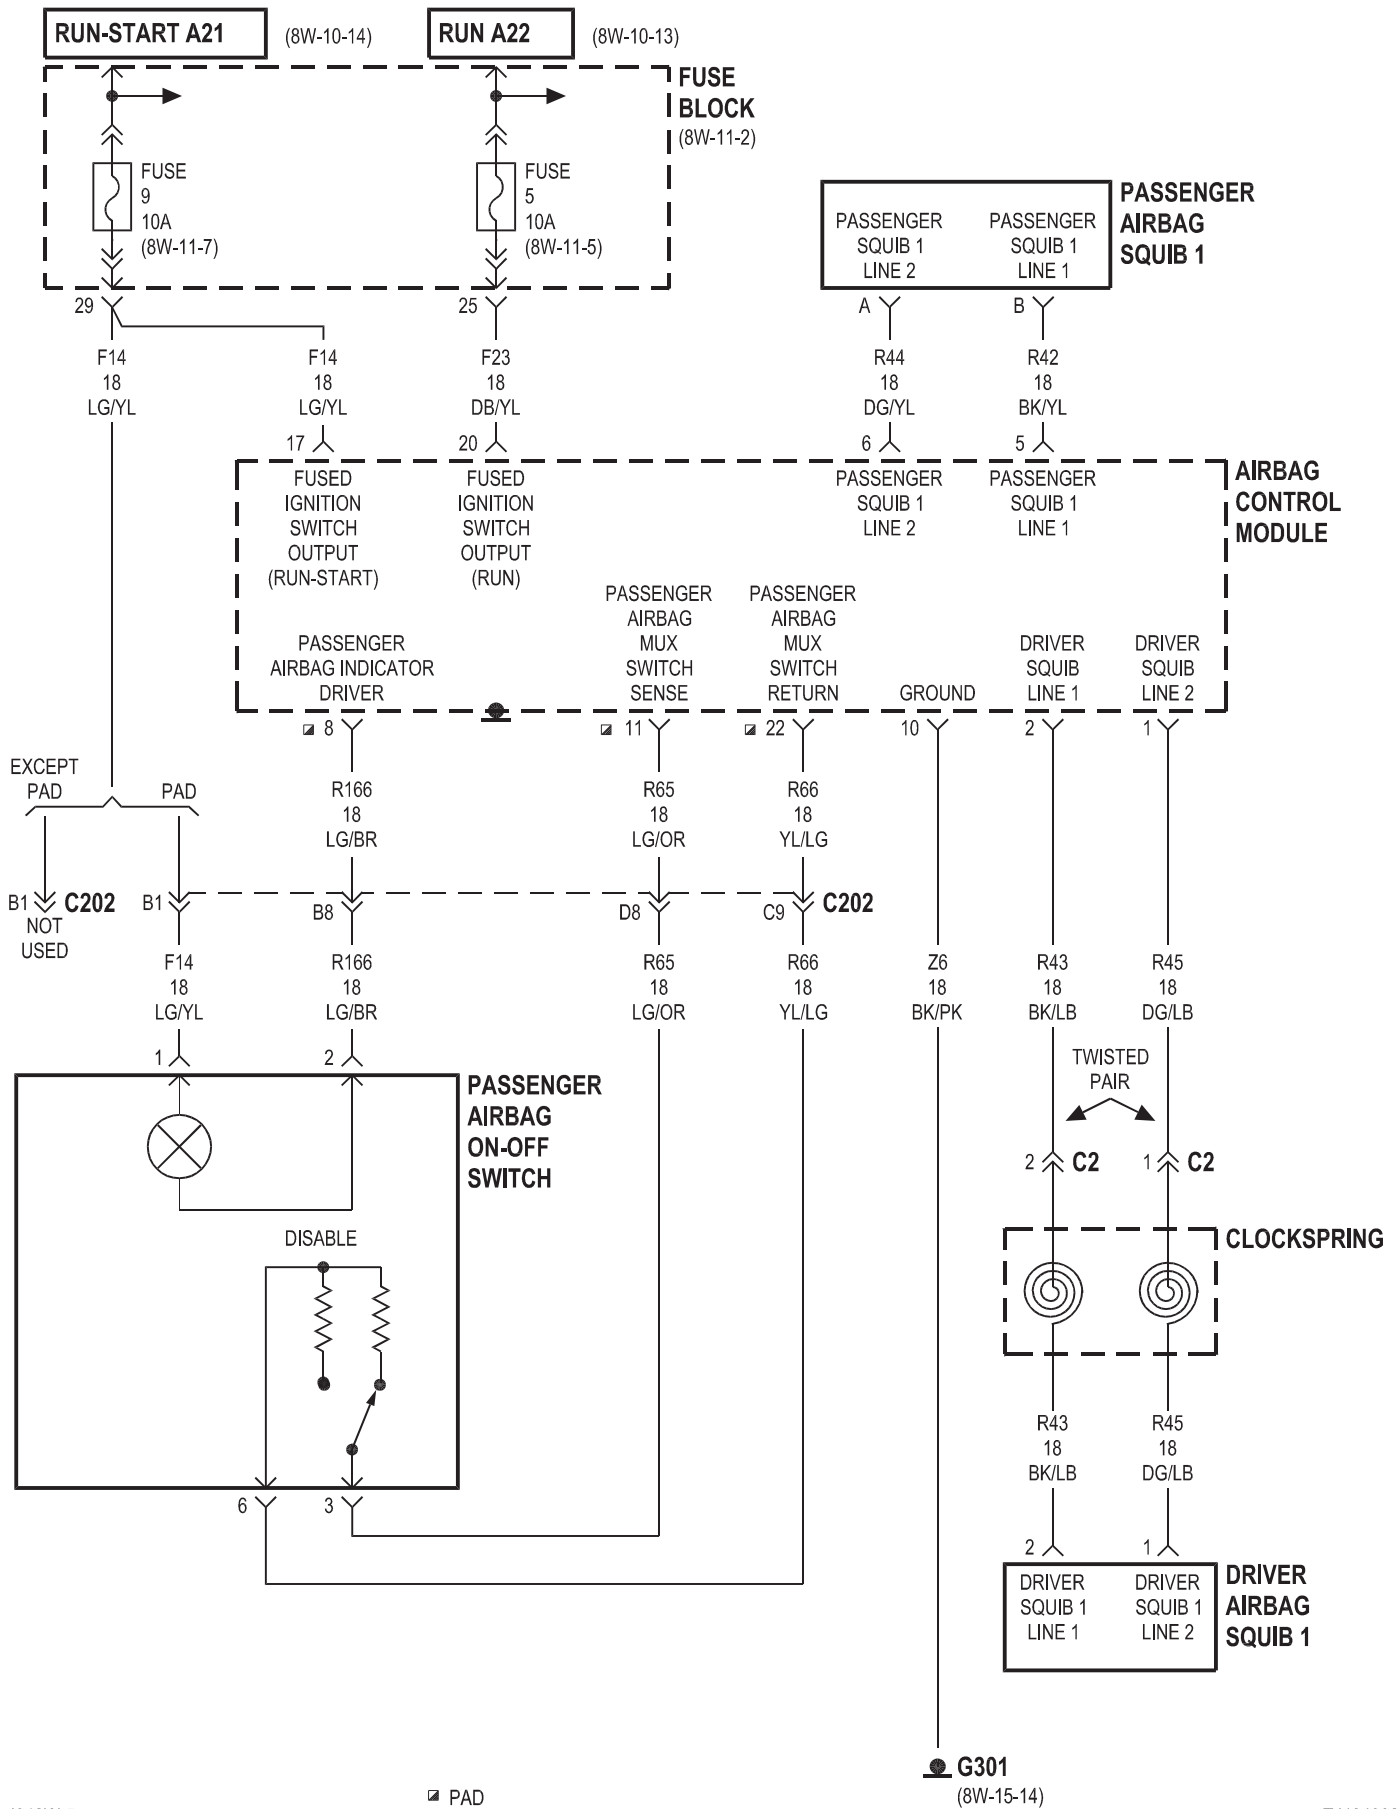 RUN-START A21
(8W-10-14)
RUN A22
(8W-10-13)
FUSE
BLOCK
(8W-11-2)
FUSE
9
10A
(8W-11-7)
FUSE
5
10A
(8W-11-5)
PASSENGER
SQUIB 1
LINE 2
PASSENGER
SQUIB 1
LINE 1
PASSENGER
AIRBAG
SQUIB 1
29
25
A
B
F14
18
LG/YL
F14
18
LG/YL
F23
18
DB/YL
R44
18
DG/YL
R42
18
BK/YL
17
20
6
5
FUSED
IGNITION
SWITCH
OUTPUT
(RUN-START)
FUSED
IGNITION
SWITCH
OUTPUT
(RUN)
PASSENGER
SQUIB 1
LINE 2
PASSENGER
SQUIB 1
LINE 1
AIRBAG
CONTROL
MODULE
PASSENGER
AIRBAG INDICATOR
DRIVER
PASSENGER
AIRBAG
MUX
SWITCH
SENSE
PASSENGER
AIRBAG
MUX
SWITCH
RETURN
GROUND
DRIVER
SQUIB
LINE 1
DRIVER
SQUIB
LINE 2
8
11
22
10
2
1
EXCEPT
PAD
PAD
R166
18
LG/BR
R65
18
LG/OR
R66
18
YL/LG
B1
C202
NOT
USED
B1
B8
D8
C9
C202
F14
18
LG/YL
R166
18
LG/BR
R65
18
LG/OR
R66
18
YL/LG
Z6
18
BK/PK
R43
18
BK/LB
R45
18
DG/LB
1
2
TWISTED
PAIR
PASSENGER
AIRBAG
ON-OFF
SWITCH
2
C2
1
C2
DISABLE
CLOCKSPRING
R43
18
BK/LB
R45
18
DG/LB
6
3
2
1
DRIVER
SQUIB 1
LINE 1
DRIVER
SQUIB 1
LINE 2
DRIVER
AIRBAG
SQUIB 1
G301
(8W-15-14)
PAD